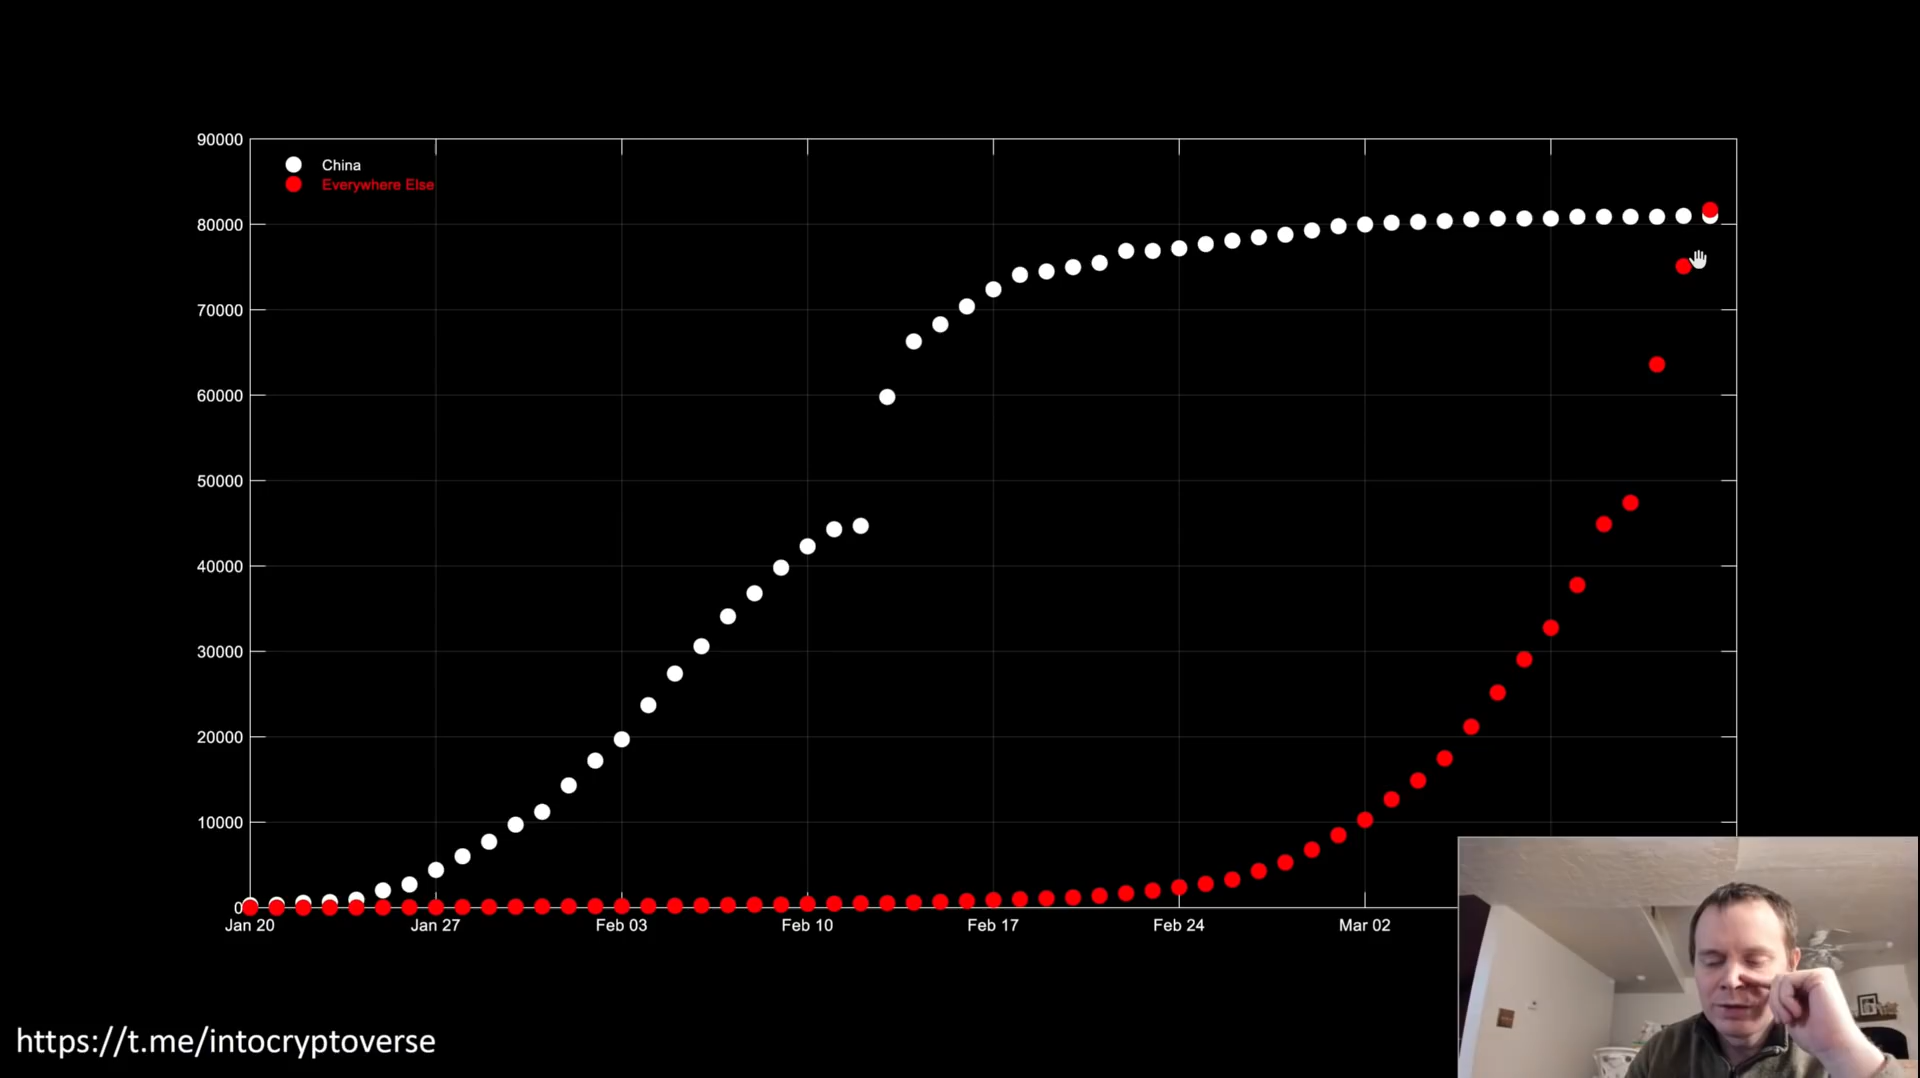 90000
China
Everywhere Else
80000
70000
60000
50000
40000
30000
20000
10000
0
Jan 20 Jan 27 Feb 03 Feb 10 Feb 17 Feb 24 Mar 02
https://t.me/intocryptoverse